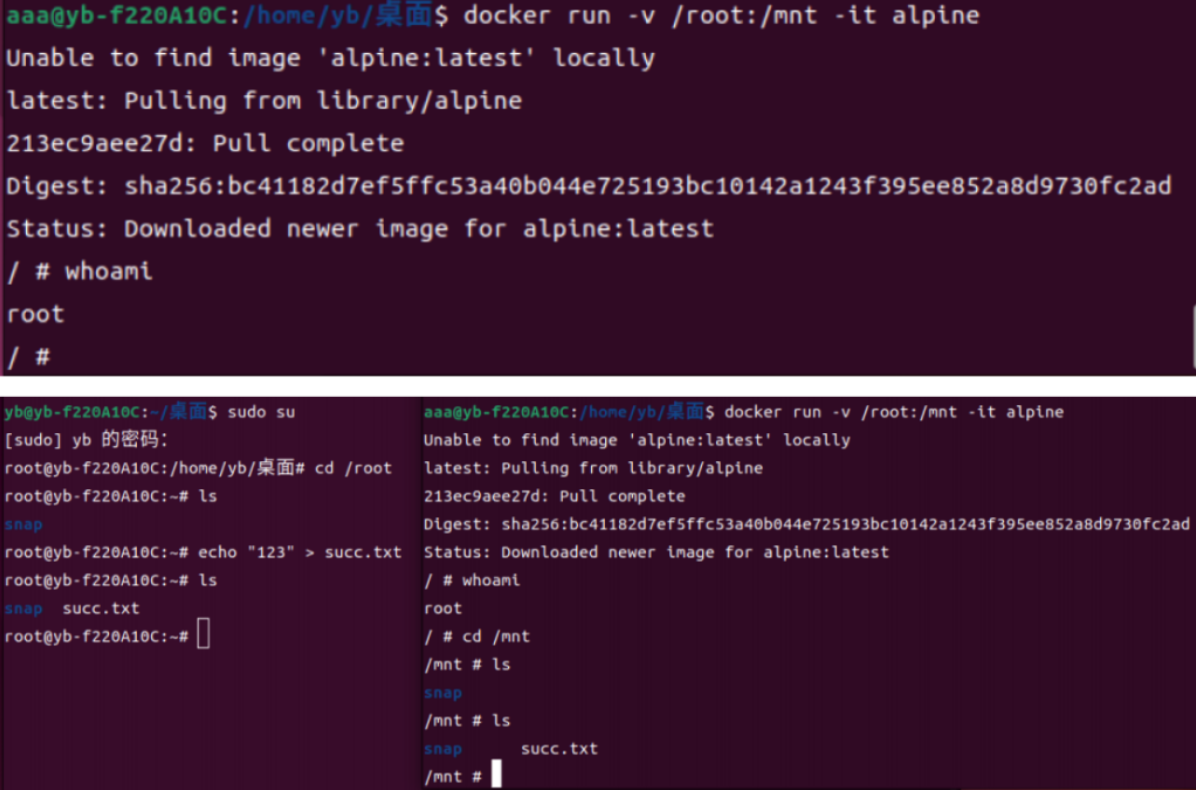 aaa@yb-f220A10C:/home/yb/桌面$ docker run -v /root:/mnt -it alpine
Unable to find image 'alpine:latest' locally
latest: Pulling from library/alpine
213ec9aee27d: Pull complete
Digest: sha256:bc41182d7ef5ffc53a40b044e725193bc10142a1243f395ee852a8d9730fc2ad
Status: Downloaded newer image for alpine:latest
/ # whoami
root
/ #
yb@yb-f220A10C:~/桌面$ sudo su
[sudo] yb 的密码：
root@yb-f220A10C:/home/yb/桌面# cd /root
root@yb-f220A10C:~# ls
snap
root@yb-f220A10C:~# echo "123" > succ.txt
root@yb-f220A10C:~# ls
snap  succ.txt
root@yb-f220A10C:~#
aaa@yb-f220A10C:/home/yb/桌面$ docker run -v /root:/mnt -it alpine
Unable to find image 'alpine:latest' locally
latest: Pulling from library/alpine
213ec9aee27d: Pull complete
Digest: sha256:bc41182d7ef5ffc53a40b044e725193bc10142a1243f395ee852a8d9730fc2ad
Status: Downloaded newer image for alpine:latest
/ # whoami
root
/ # cd /mnt
/mnt # ls
snap
/mnt # ls
snap      succ.txt
/mnt #